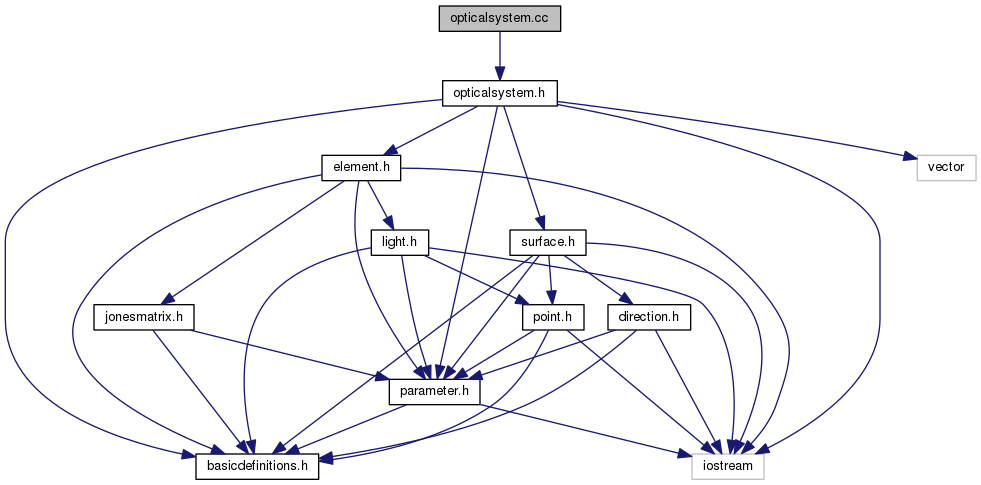 opticalsystem.cc
opticalsystem.h
element.h
vector
light.h
surface.h
jonesmatrix.h
point.h
direction.h
parameter.h
basicdefinitions.h
iostream